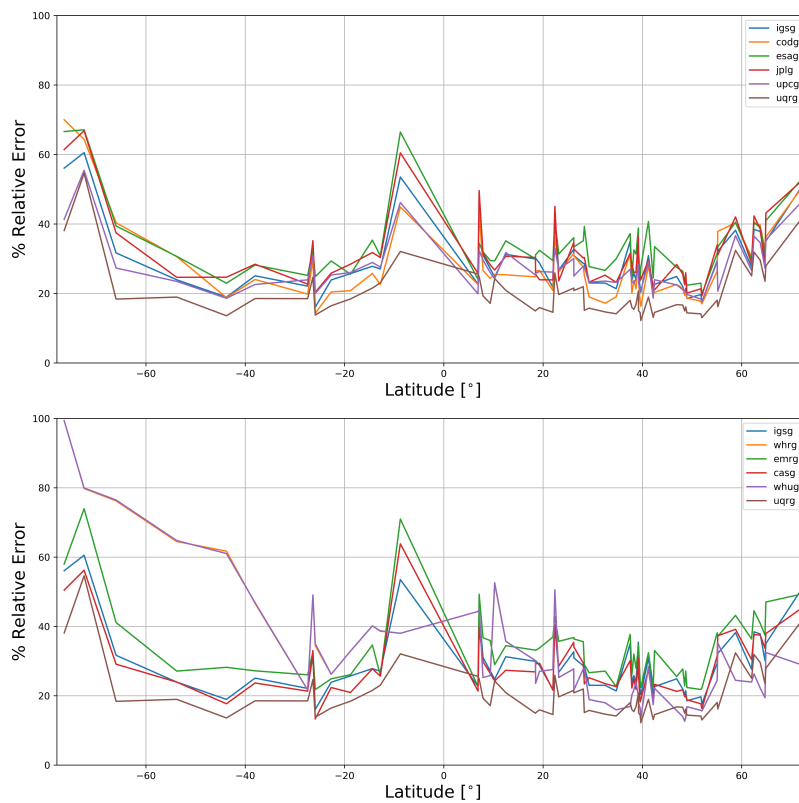 100
80
60
40
20
0
% Relative Error
−60
−40
−20
0
20
40
60
Latitude [°]
igsg
codg
esag
jplg
upcg
uqrg
100
80
60
40
20
0
% Relative Error
−60
−40
−20
0
20
40
60
Latitude [°]
igsg
whrg
emrg
casg
whug
uqrg